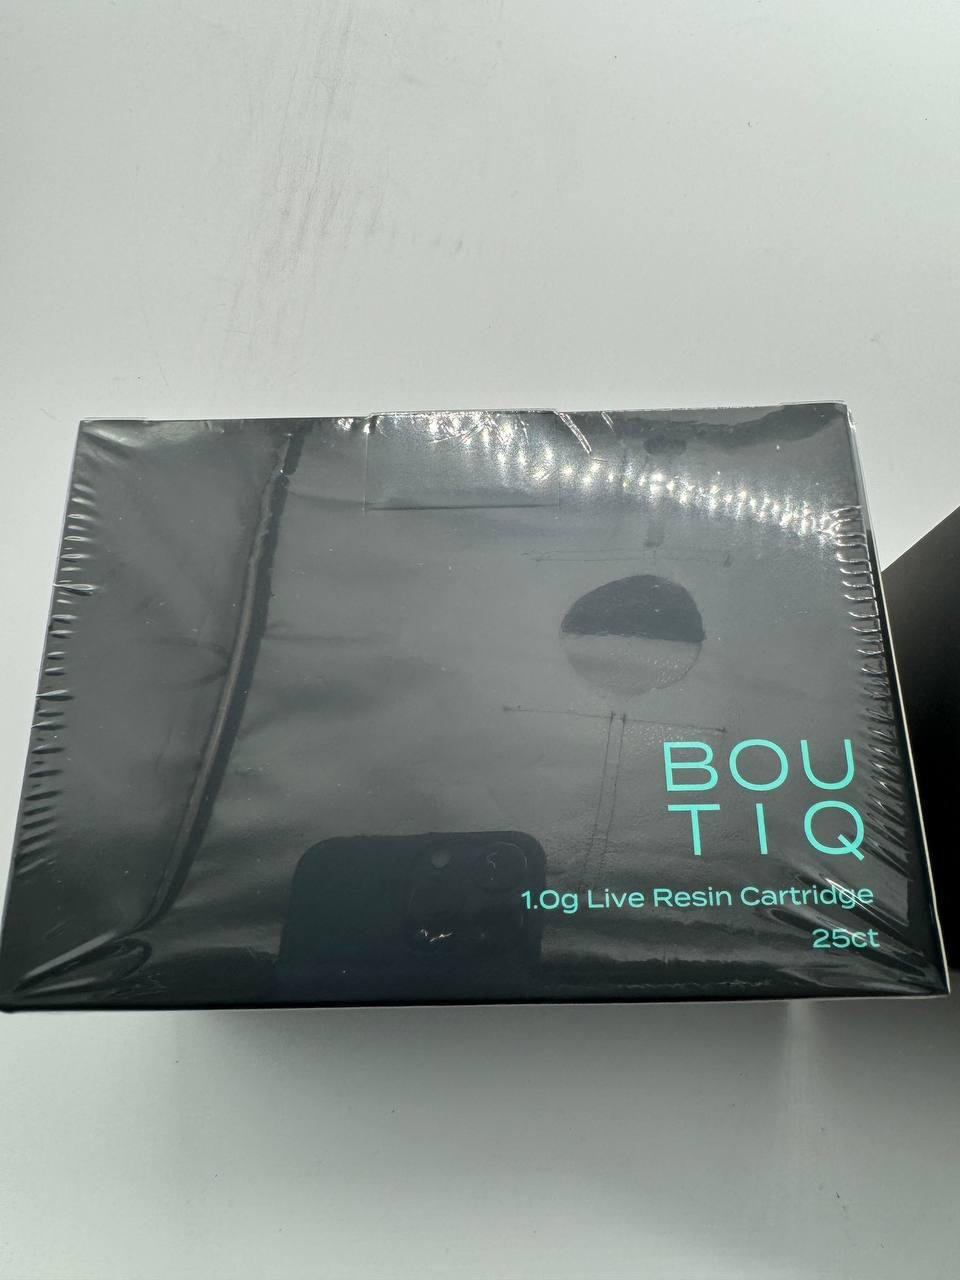 BOU
TIQ
1.0g Live Resin Cartridge
25ct